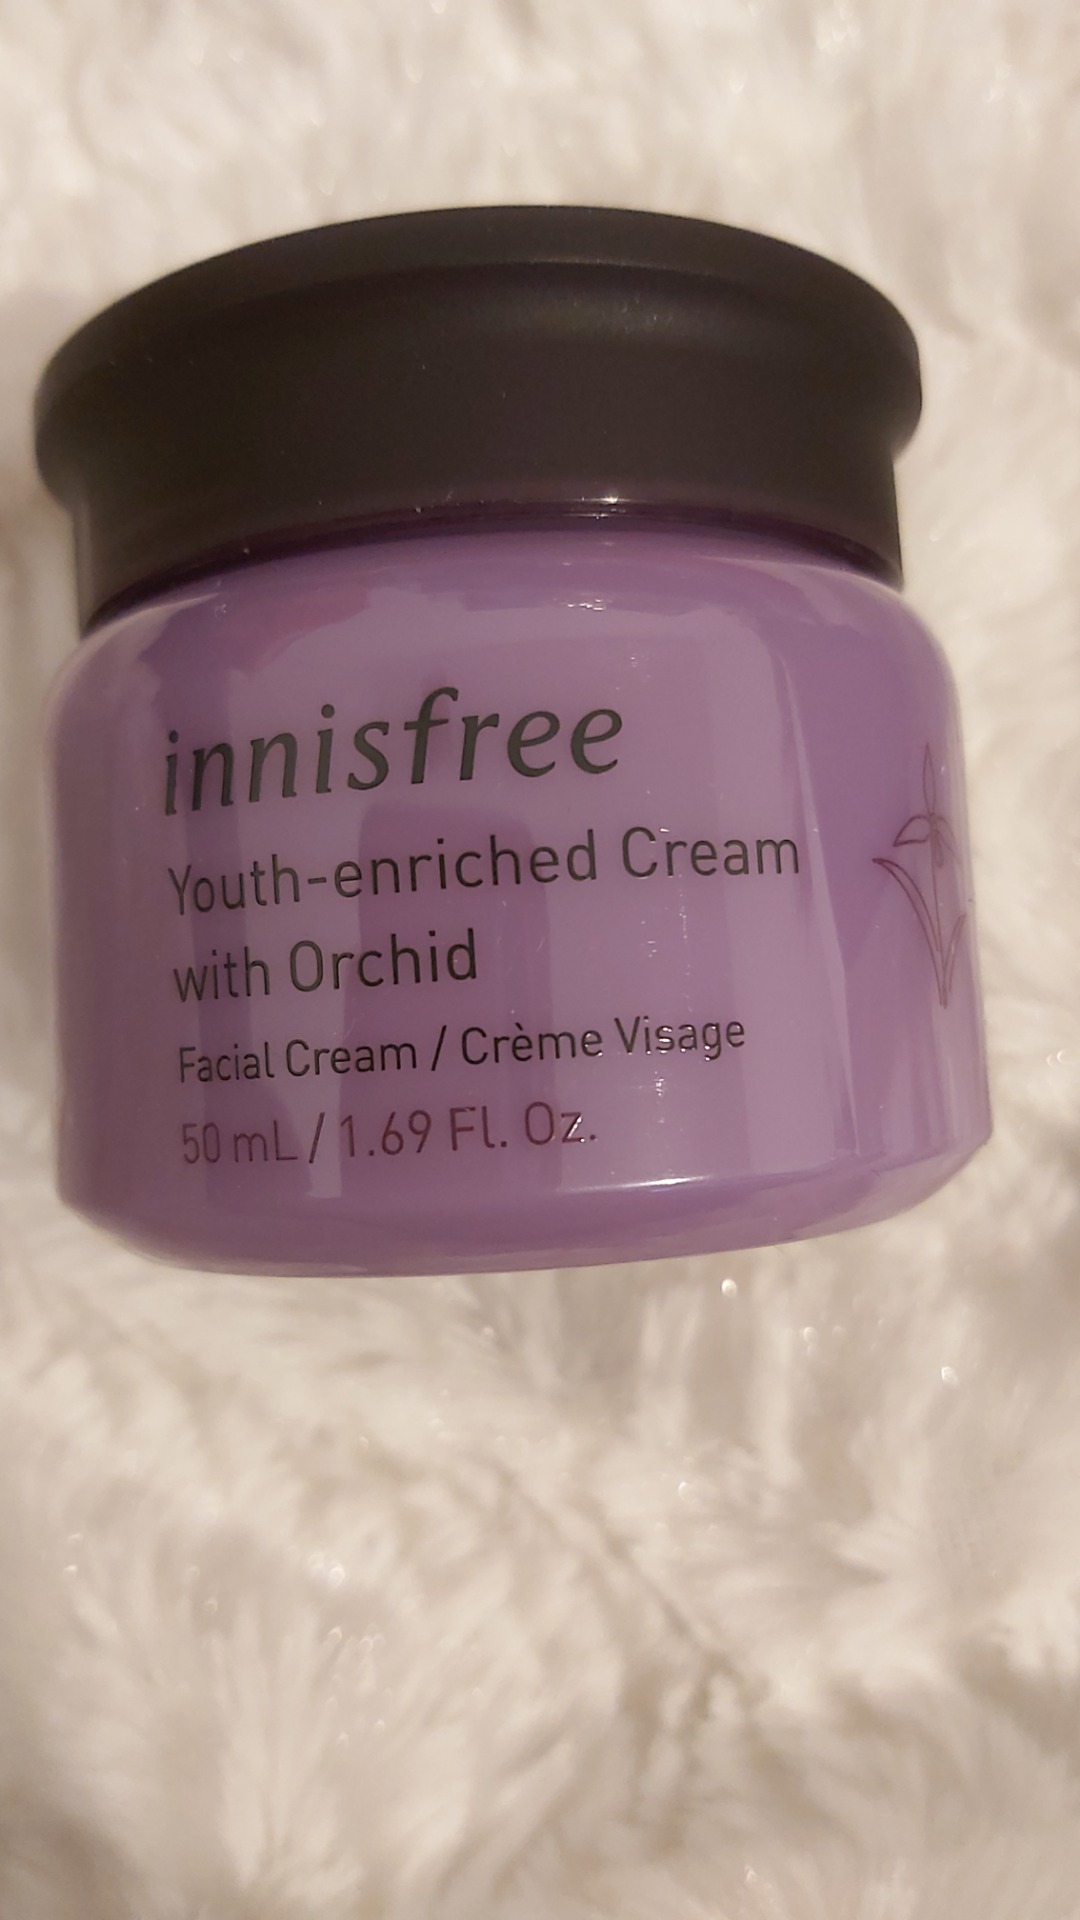 innisfree
Youth-enriched Cream
with Orchid
Facial Cream / Crème Visage
50 mL / 1.69 Fl. Oz.